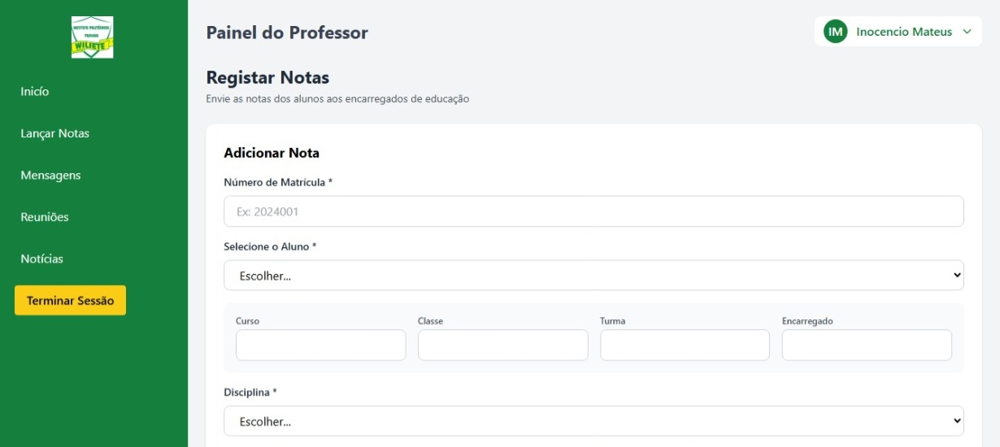 INSTITUTO POLITÉCNICO
PRIVADO
WILIETE
Inicío
Lançar Notas
Mensagens
Reuniões
Notícias
Terminar Sessão
Painel do Professor
IM
Inocencio Mateus
Registar Notas
Envie as notas dos alunos aos encarregados de educação
Adicionar Nota
Número de Matrícula *
Ex: 2024001
Selecione o Aluno *
Escolher...
Curso
Classe
Turma
Encarregado
Disciplina *
Escolher...